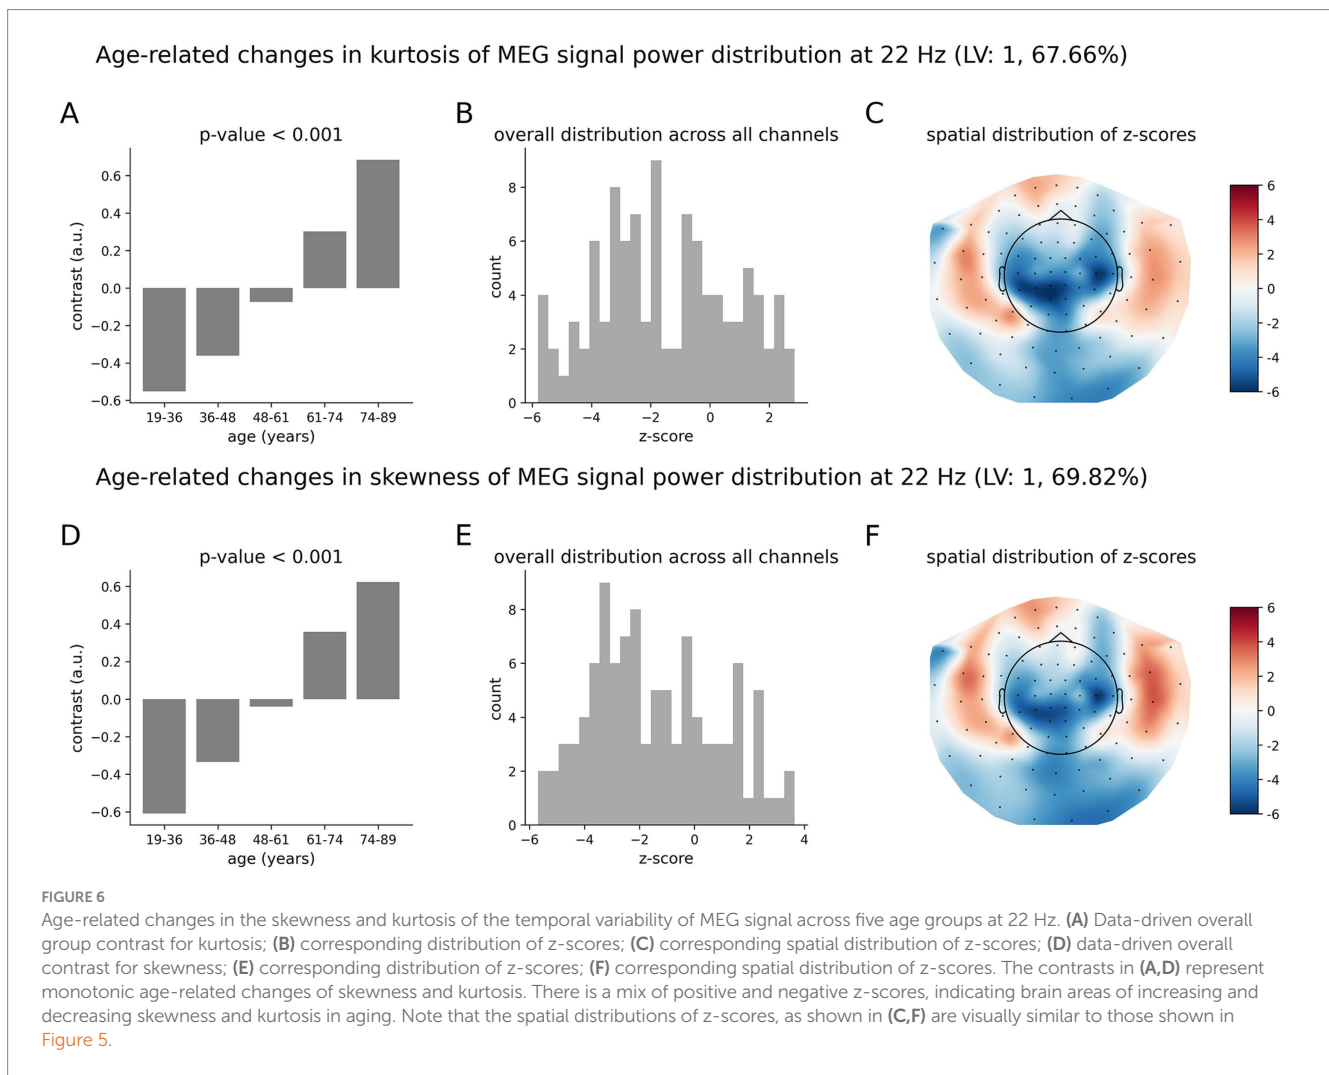 Age-related changes in kurtosis of MEG signal power distribution at 22 Hz (LV: 1, 67.66%)
A
p-value < 0.001
contrast (a.u.)
0.6
0.4
0.2
0.0
−0.2
−0.4
−0.6
19-36 36-48 48-61 61-74 74-89
age (years)
B
overall distribution across all channels
count
8
6
4
2
0
−6 −4 −2 0 2
z-score
C
spatial distribution of z-scores
6
4
2
0
-2
-4
-6
Age-related changes in skewness of MEG signal power distribution at 22 Hz (LV: 1, 69.82%)
D
p-value < 0.001
contrast (a.u.)
0.6
0.4
0.2
0.0
−0.2
−0.4
−0.6
19-36 36-48 48-61 61-74 74-89
age (years)
E
overall distribution across all channels
count
8
6
4
2
0
−6 −4 −2 0 2 4
z-score
F
spatial distribution of z-scores
6
4
2
0
-2
-4
-6
FIGURE 6
Age-related changes in the skewness and kurtosis of the temporal variability of MEG signal across five age groups at 22 Hz. (A) Data-driven overall
group contrast for kurtosis; (B) corresponding distribution of z-scores; (C) corresponding spatial distribution of z-scores; (D) data-driven overall
contrast for skewness; (E) corresponding distribution of z-scores; (F) corresponding spatial distribution of z-scores. The contrasts in (A,D) represent
monotonic age-related changes of skewness and kurtosis. There is a mix of positive and negative z-scores, indicating brain areas of increasing and
decreasing skewness and kurtosis in aging. Note that the spatial distributions of z-scores, as shown in (C,F) are visually similar to those shown in
Figure 5.